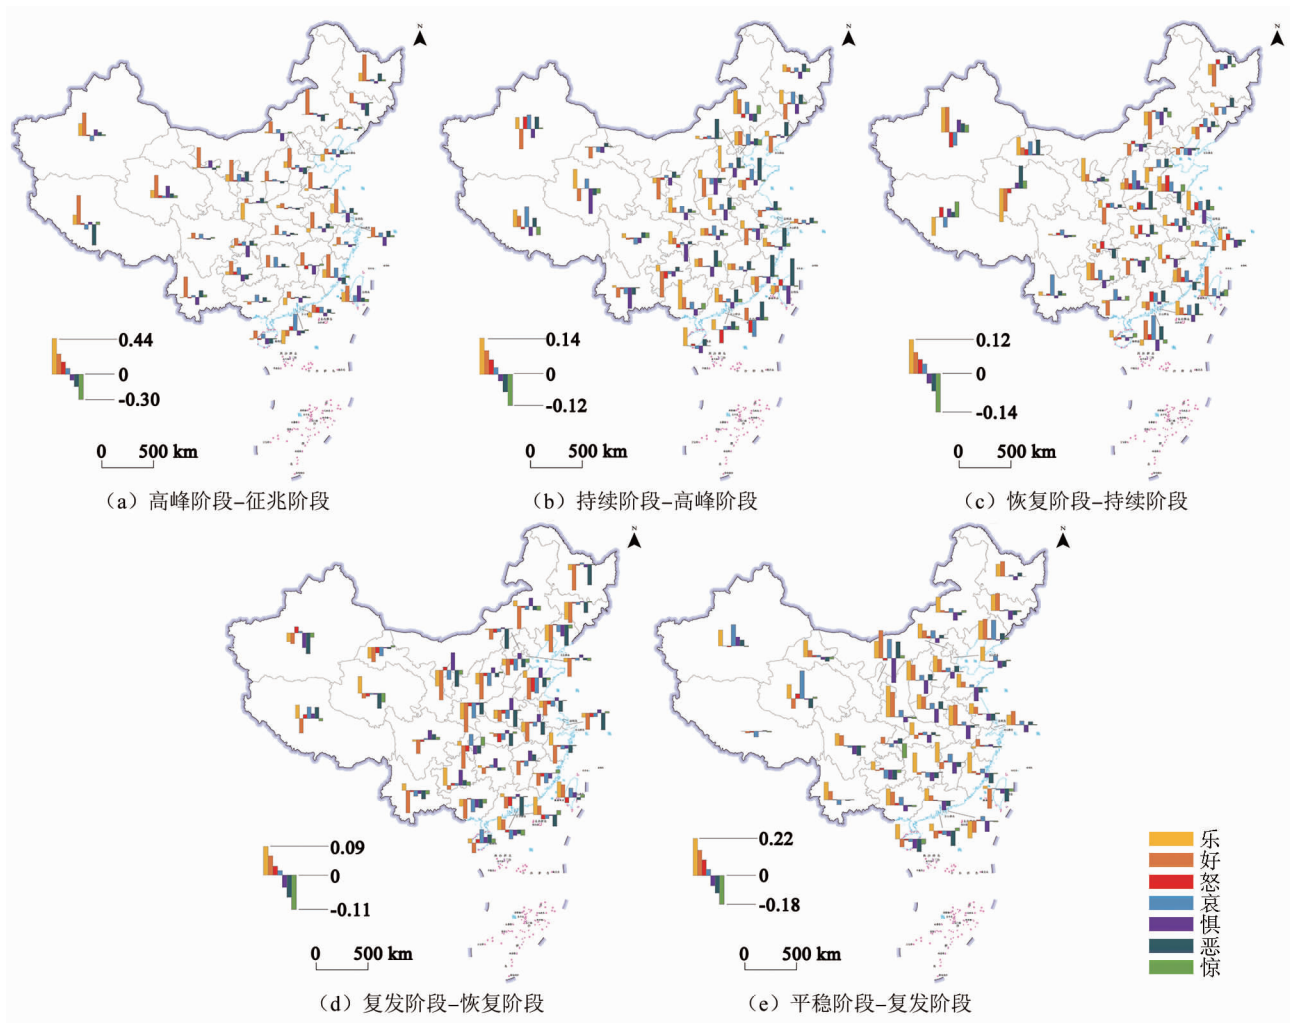 N
N
N
0.44
0
-0.30
0 500 km
(a) 高峰阶段-征兆阶段
0.14
0
-0.12
0 500 km
(b) 持续阶段-高峰阶段
0.12
0
-0.14
0 500 km
(c) 恢复阶段-持续阶段
N
N
0.09
0
-0.11
0 500 km
(d) 复发阶段-恢复阶段
0.22
0
-0.18
0 500 km
(e) 平稳阶段-复发阶段
乐
好
怒
哀
惧
恶
惊